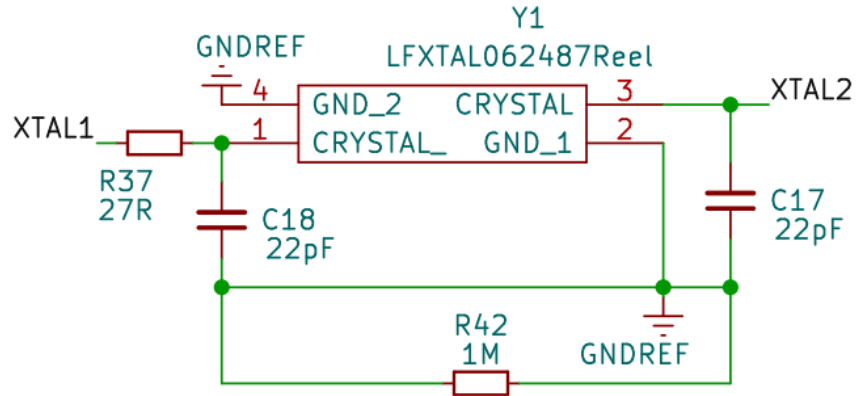 Y1
GNDREF
LFXTAL062487Reel
4
GND_2
CRYSTAL
3
XTAL2
XTAL1
1
CRYSTAL_
GND_1
2
R37
27R
C18
22pF
C17
22pF
R42
1M
GNDREF